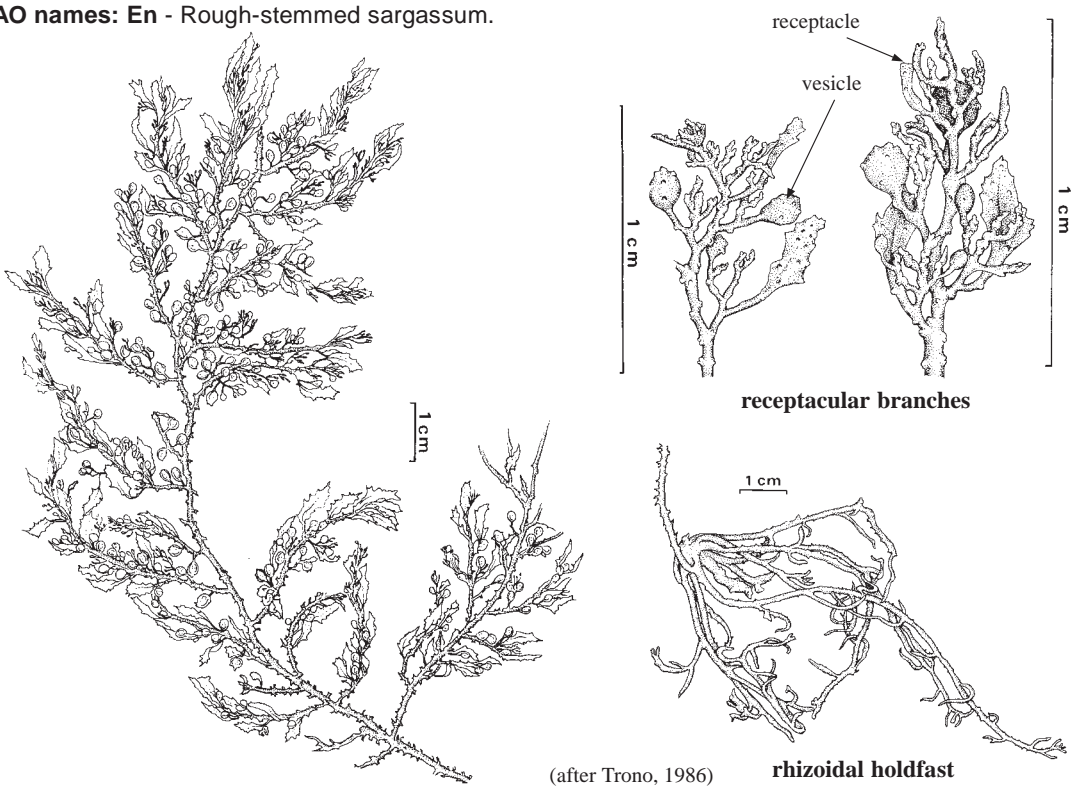 AO names: En - Rough-stemmed sargassum.
receptacle
vesicle
1 cm
1 cm
receptacular branches
1 cm
1 cm
(after Trono, 1986)
rhizoidal holdfast